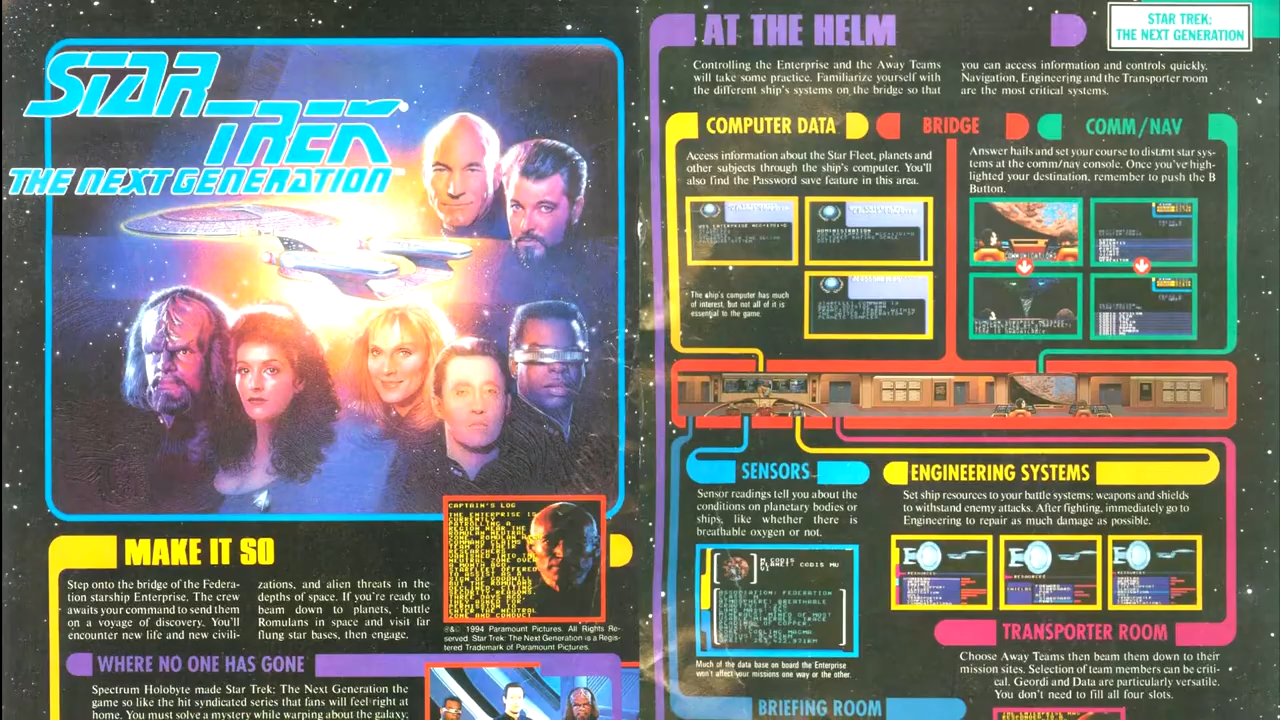 STAR
TREK
THE NEXT GENERATION
CAPTAIN'S LOG
THE ENTERPRISE IS
MAKE IT SO
Step onto the bridge of the Federa-
tion starship Enterprise. The crew
awaits your command to send them
on a voyage of discovery. You'll
encounter new life and new civili-
zations, and alien threats in the
depths of space. If you're ready to
beam down to planets, battle
Romulans in space and visit far
flung star bases, then engage.
®&© 1994 Paramount Pictures. All Rights Re-
served. Star Trek: The Next Generation is a Regis-
tered Trademark of Paramount Pictures.
WHERE NO ONE HAS GONE
Spectrum Holobyte made Star Trek: The Next Generation the
game so like the hit syndicated series that fans will feel right at
home. You must solve a mystery while warping about the galaxy;
AT THE HELM
STAR TREK:
THE NEXT GENERATION
Controlling the Enterprise and the Away Teams
will take some practice. Familiarize yourself with
the different ship's systems on the bridge so that
you can access information and controls quickly.
Navigation, Engineering and the Transporter room
are the most critical systems.
COMPUTER DATA
Access information about the Star Fleet, planets and
other subjects through the ship's computer. You'll
also find the Password save feature in this area.
ADMINISTRATION
The ship's computer has much
of interest, but not all of it is
essential to the game.
BRIDGE
COMM/NAV
Answer hails and set your course to distant star sys-
tems at the comm/nav console. Once you've high-
lighted your destination, remember to push the B
Button.
COMMUNICATIONS
SENSORS
Sensor readings tell you about the
conditions on planetary bodies or
ships, like whether there is
breathable oxygen or not.
Much of the data base on board the Enterprise
won't affect your missions one way or the other.
ENGINEERING SYSTEMS
Set ship resources to your battle systems; weapons and shields
to withstand enemy attacks. After fighting, immediately go to
Engineering to repair as much damage as possible.
TRANSPORTER ROOM
Choose Away Teams then beam them down to their
mission sites. Selection of team members can be criti-
cal. Geordi and Data are particularly versatile.
You don't need to fill all four slots.
BRIEFING ROOM